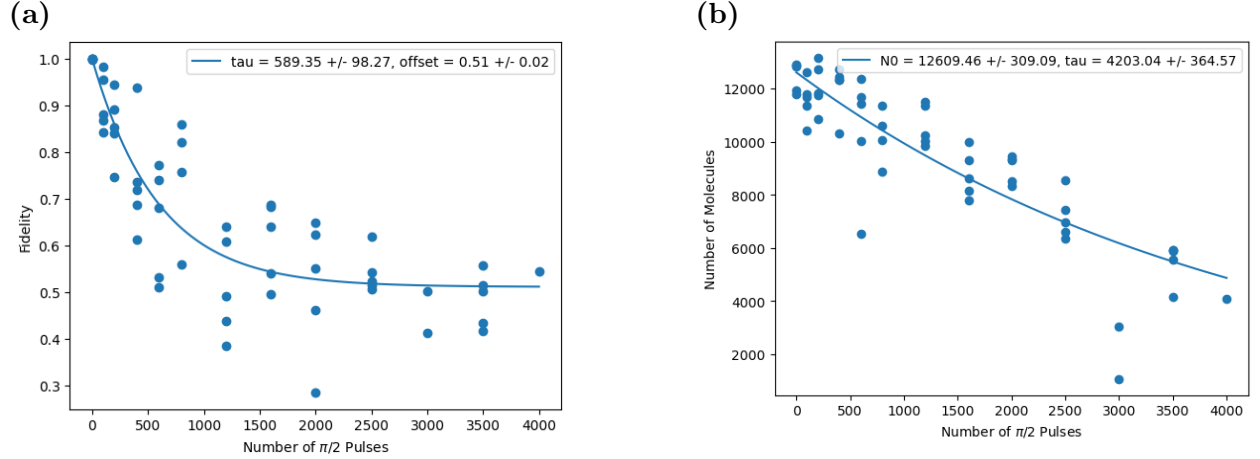 (a)
tau = 589.35 +/- 98.27, offset = 0.51 +/- 0.02
1.0
0.9
0.8
0.7
0.6
0.5
0.4
0.3
Fidelity
0 500 1000 1500 2000 2500 3000 3500 4000
Number of π/2 Pulses
(b)
N0 = 12609.46 +/- 309.09, tau = 4203.04 +/- 364.57
12000
10000
8000
6000
4000
2000
Number of Molecules
0 500 1000 1500 2000 2500 3000 3500 4000
Number of π/2 Pulses